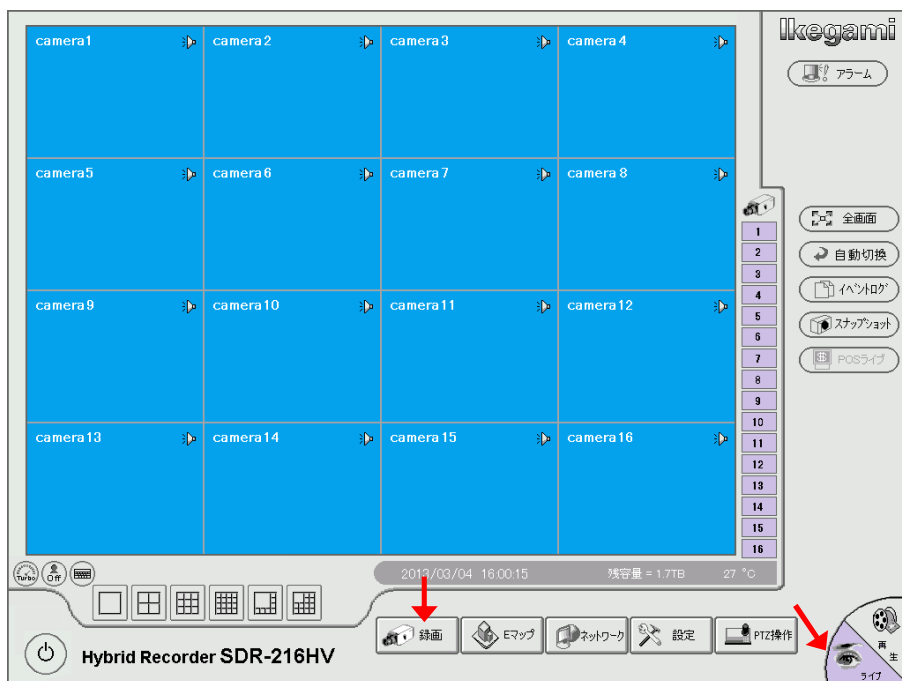 camera1
camera2
camera3
camera4
Ikegami
アラーム
camera5
camera6
camera7
camera8
全画面
自動切換
イベントログ
スナップショット
POSライブ
1
2
3
4
5
6
7
8
9
10
11
12
13
14
15
16
camera9
camera10
camera11
camera12
camera13
camera14
camera15
camera16
Turbo
Off
2013/03/04 16:00:15
残容量 = 1.7TB
27 °C
録画
Eマップ
ネットワーク
設定
PTZ操作
再生
ライブ
Hybrid Recorder SDR-216HV